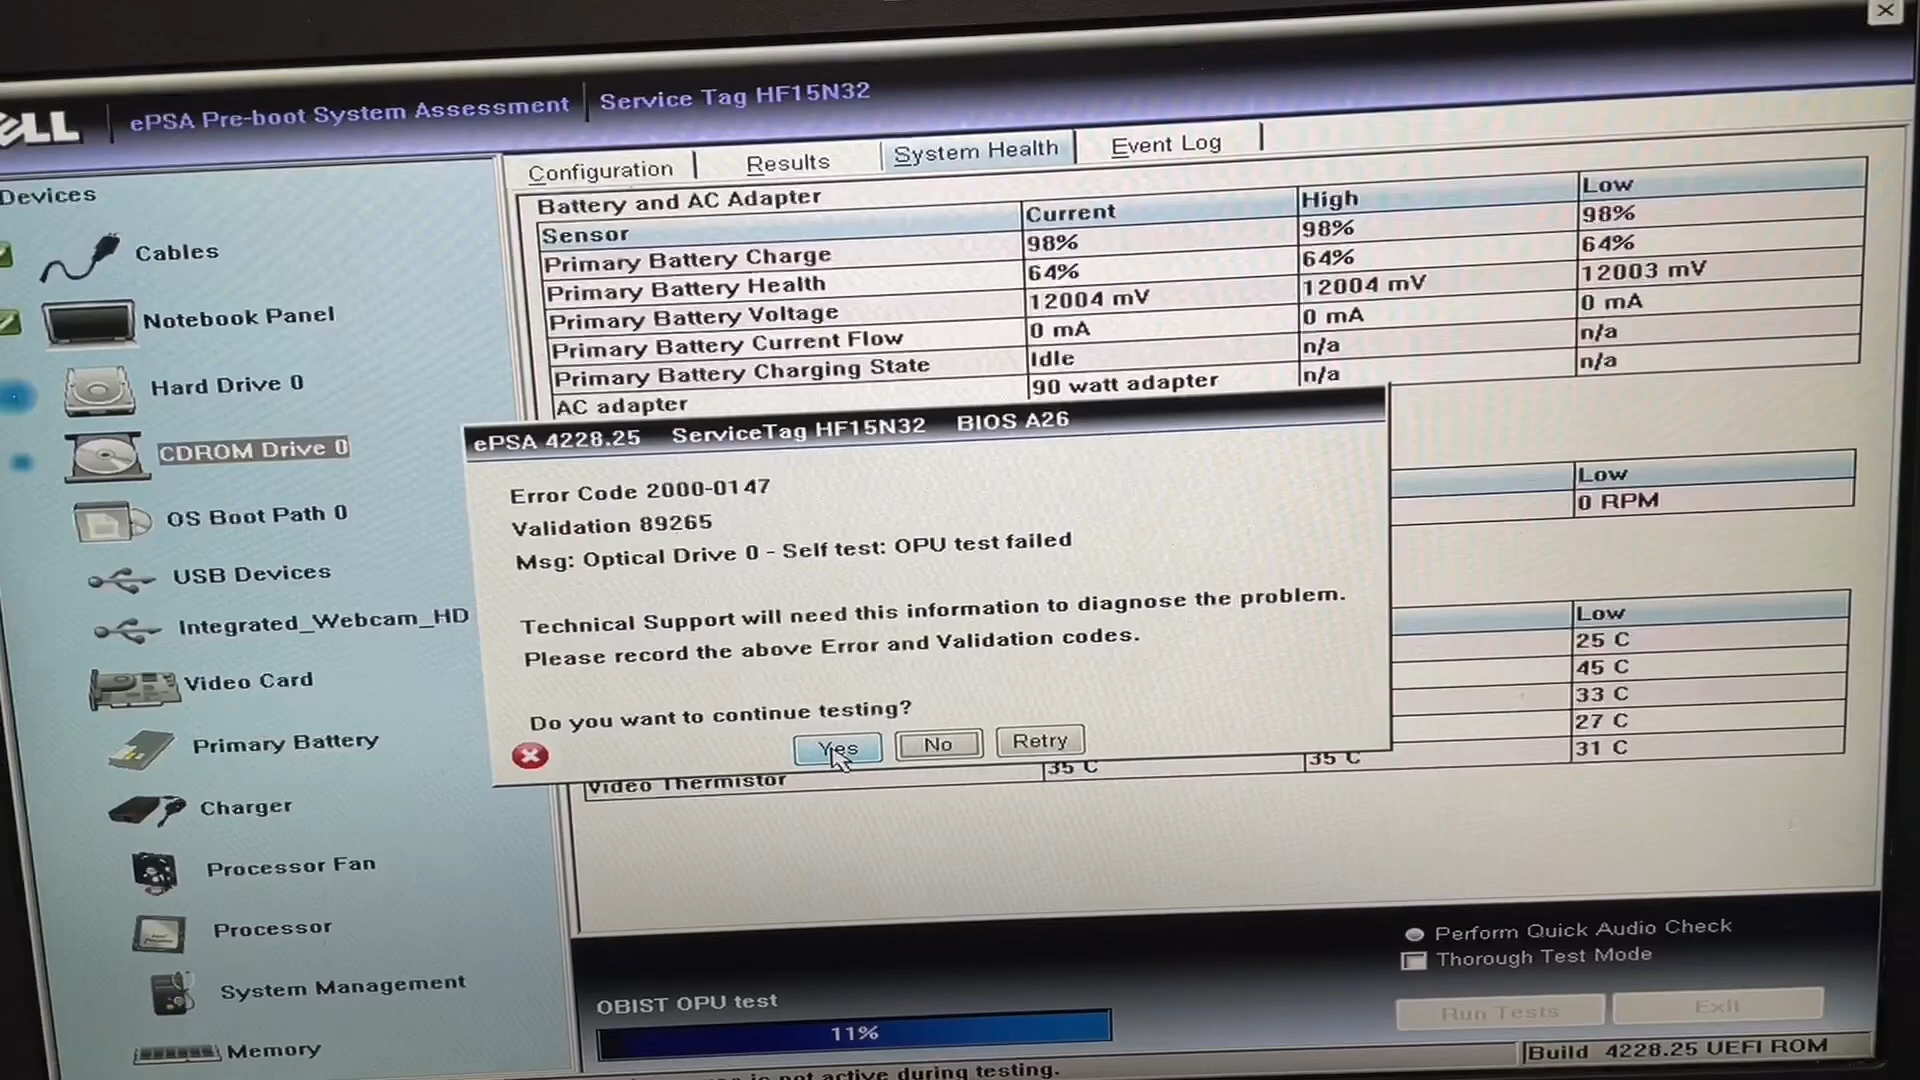 ELL
ePSA Pre-boot System Assessment
Service Tag HF15N32
Configuration
Results
System Health
Event Log
Devices
Cables
Notebook Panel
Hard Drive 0
CDROM Drive 0
OS Boot Path 0
USB Devices
Integrated_Webcam_HD
Video Card
Primary Battery
Charger
Processor Fan
Processor
System Management
Memory
Battery and AC Adapter
Sensor Current High Low
Primary Battery Charge 98% 98% 98%
Primary Battery Health 64% 64% 64%
Primary Battery Voltage 12004 mV 12004 mV 12003 mV
Primary Battery Current Flow 0 mA 0 mA 0 mA
Primary Battery Charging State Idle n/a n/a
AC adapter 90 watt adapter n/a n/a
ePSA 4228.25 ServiceTag HF15N32 BIOS A26
Error Code 2000-0147
Validation 89265
Msg: Optical Drive 0 - Self test: OPU test failed
Technical Support will need this information to diagnose the problem.
Please record the above Error and Validation codes.
Do you want to continue testing?
Yes
No
Retry
Low
0 RPM
Low
25 C
45 C
33 C
27 C
31 C
Video Thermistor 35 C 35 C
Perform Quick Audio Check
Thorough Test Mode
OBIST OPU test
11%
Run Tests
Exit
Build 4228.25 UEFI ROM
is not active during testing.